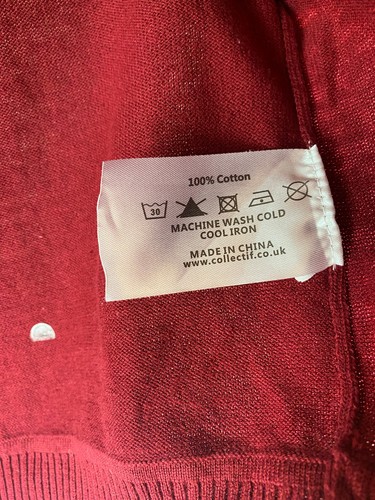 100% Cotton
30
MACHINE WASH COLD
COOL IRON
MADE IN CHINA
www.collectif.co.uk